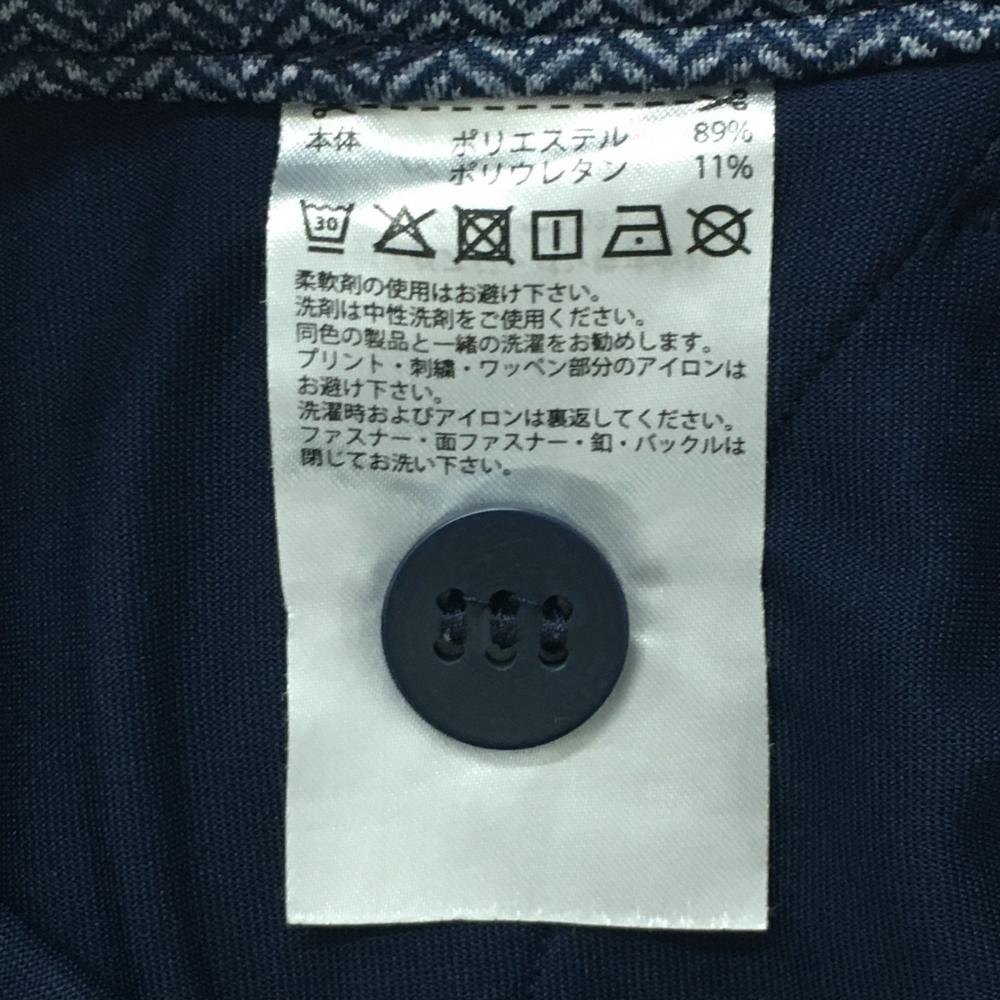 本体 ポリエステル 89%
ポリウレタン 11%
30
柔軟剤の使用はお避け下さい。
洗剤は中性洗剤をご使用ください。
同色の製品と一緒の洗濯をお勧めします。
プリント・刺繍・ワッペン部分のアイロンは
お避け下さい。
洗濯時およびアイロンは裏返してください。
ファスナー・面ファスナー・釦・バックルは
閉じてお洗い下さい。